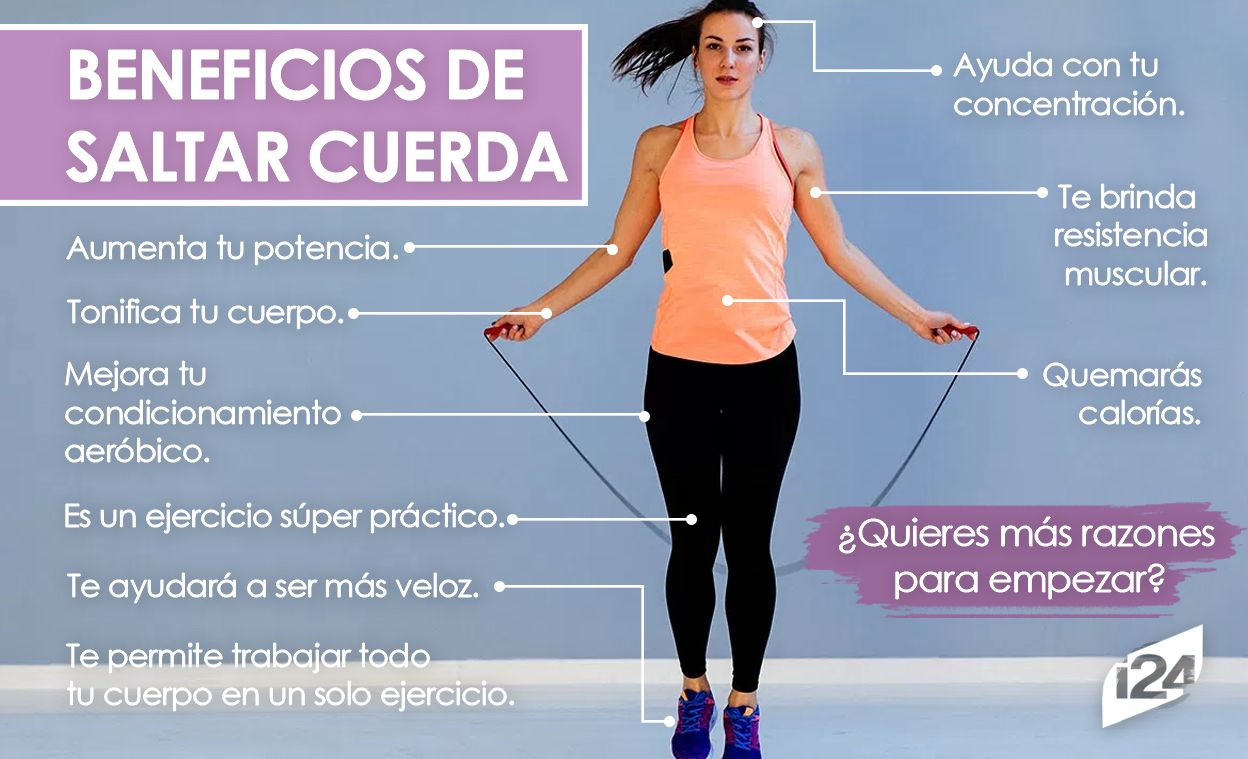 BENEFICIOS DE
SALTAR CUERDA
Aumenta tu potencia.
Tonifica tu cuerpo.
Mejora tu
condicionamiento
aeróbico.
Es un ejercicio súper práctico.
Te ayudará a ser más veloz.
Te permite trabajar todo
tu cuerpo en un solo ejercicio.
Ayuda con tu
concentración.
Te brinda
resistencia
muscular.
Quemarás
calorías.
¿Quieres más razones
para empezar?
i24